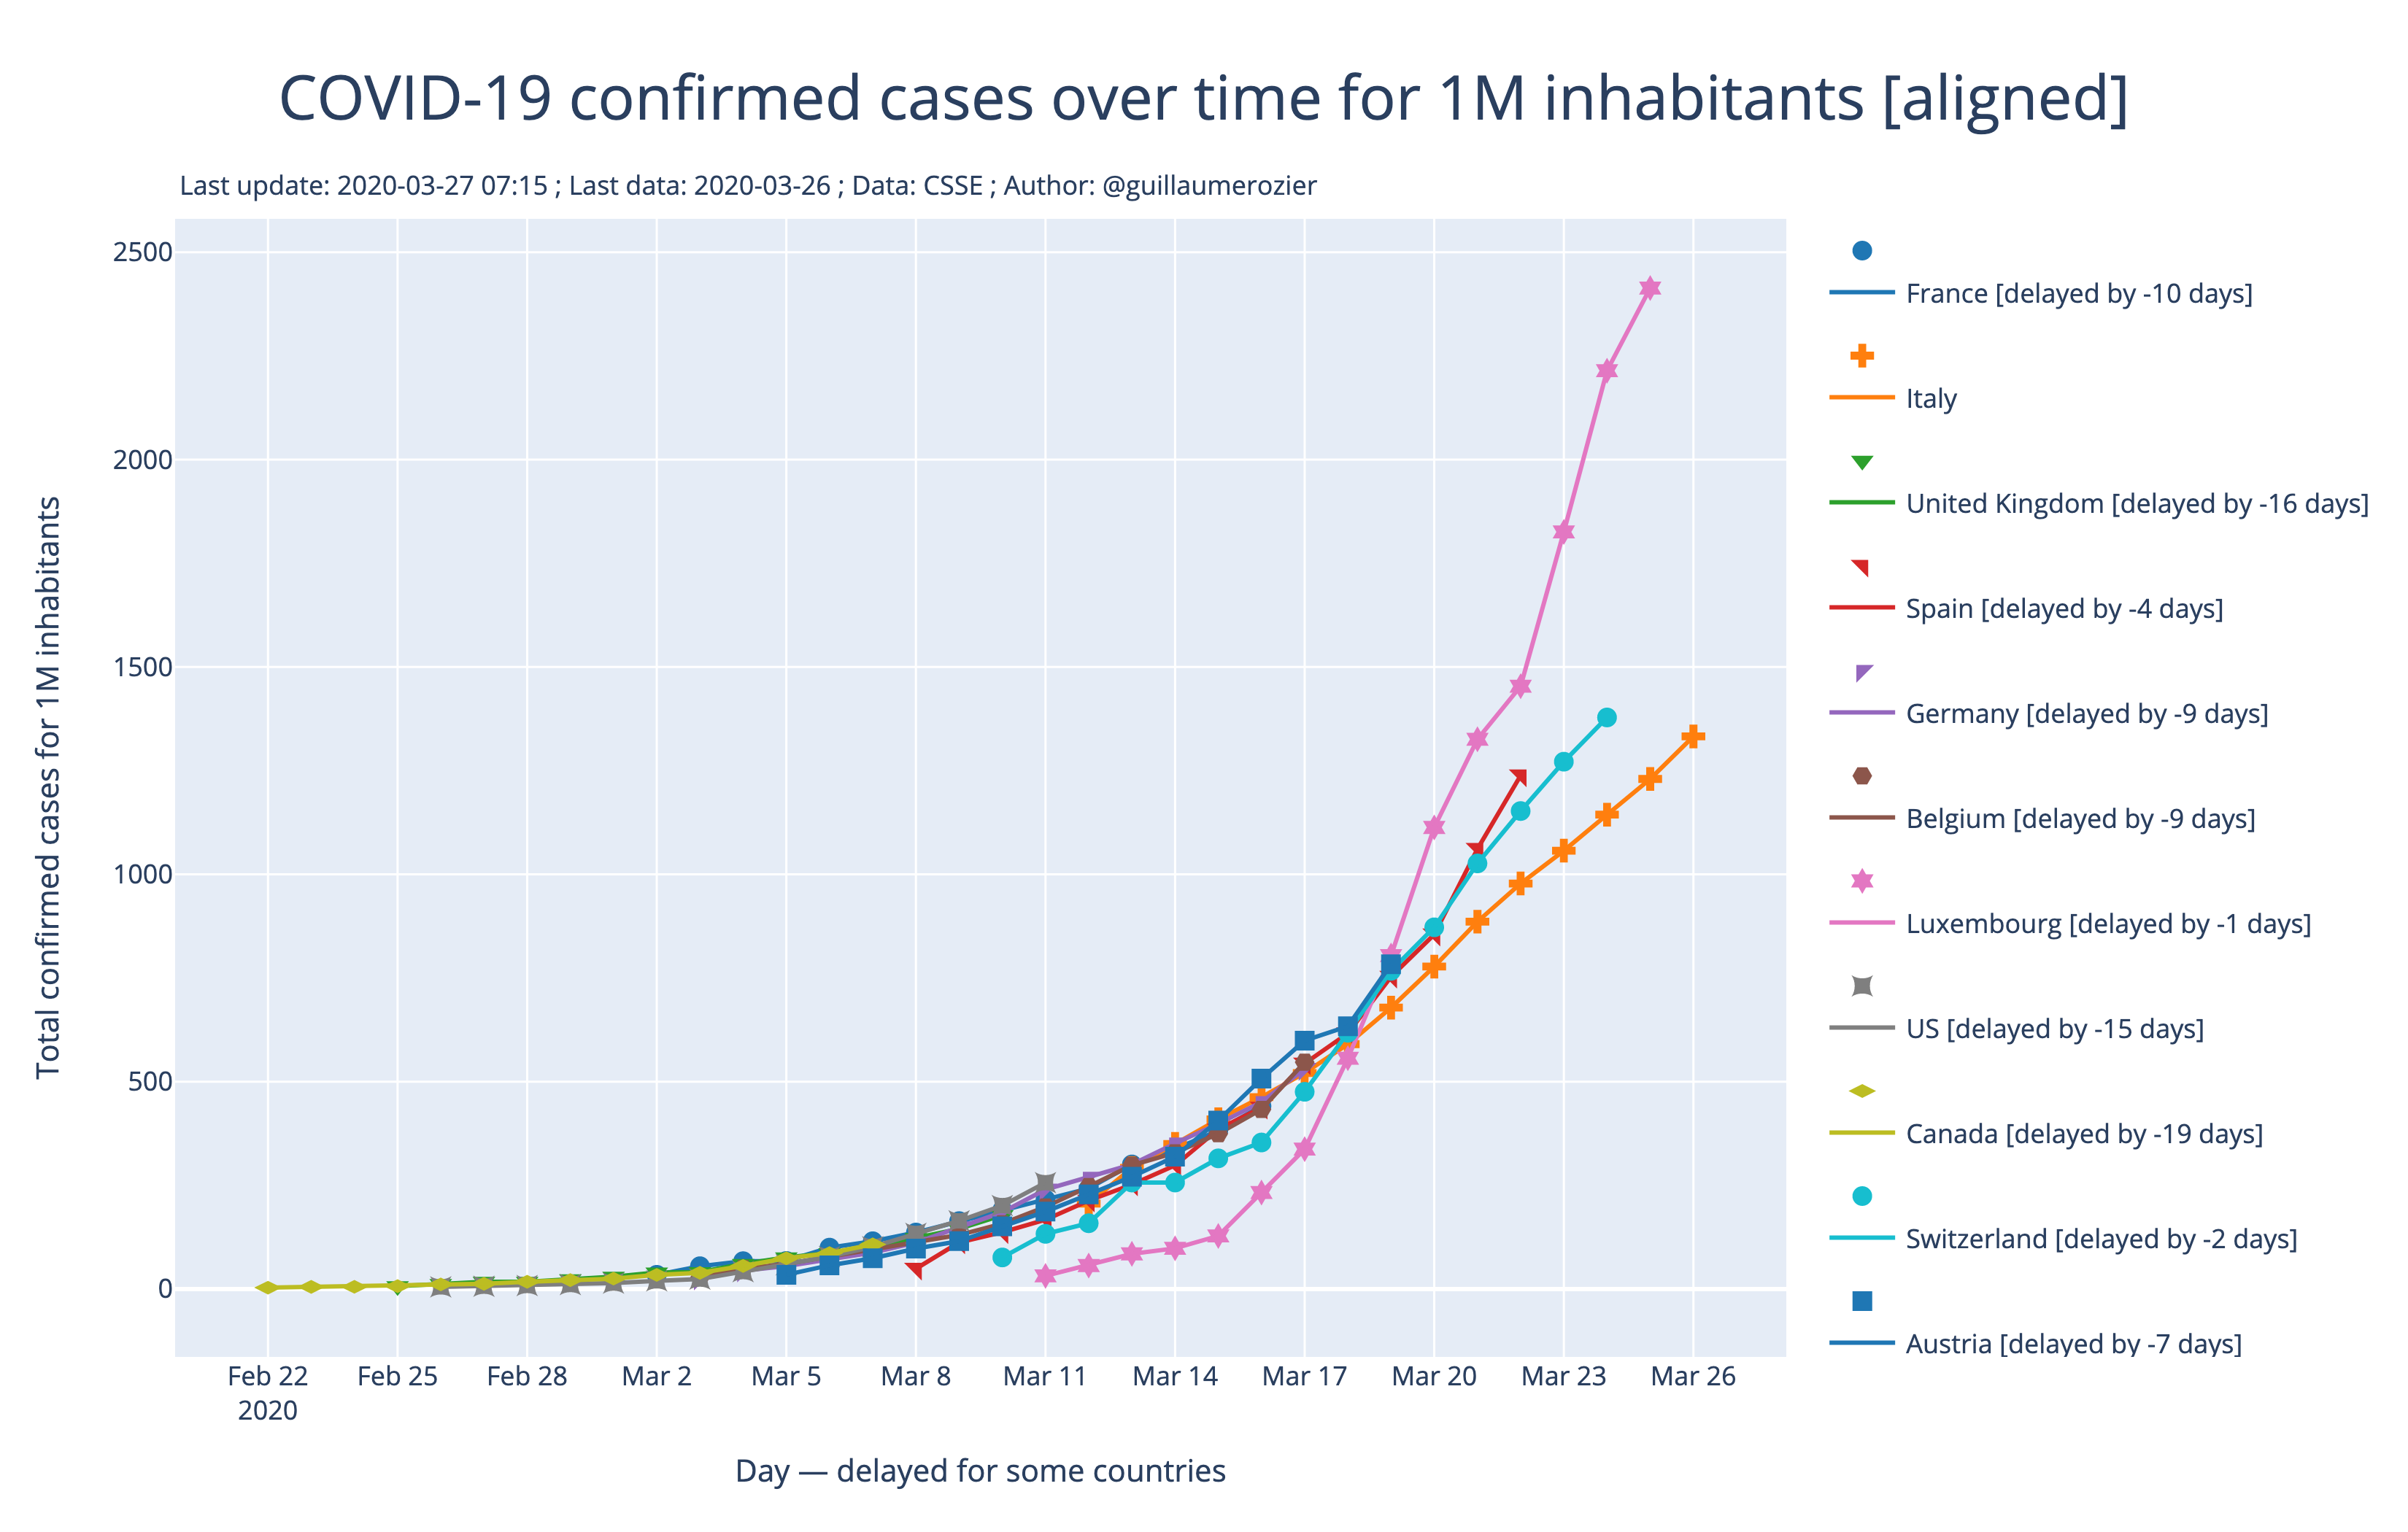 COVID-19 confirmed cases over time for 1M inhabitants [aligned]
Last update: 2020-03-27 07:15 ; Last data: 2020-03-26 ; Data: CSSE ; Author: @guillaumerozier
Total confirmed cases for 1M inhabitants
2500
2000
1500
1000
500
0
Feb 22
2020
Feb 25
Feb 28
Mar 2
Mar 5
Mar 8
Mar 11
Mar 14
Mar 17
Mar 20
Mar 23
Mar 26
Day — delayed for some countries
France [delayed by -10 days]
Italy
United Kingdom [delayed by -16 days]
Spain [delayed by -4 days]
Germany [delayed by -9 days]
Belgium [delayed by -9 days]
Luxembourg [delayed by -1 days]
US [delayed by -15 days]
Canada [delayed by -19 days]
Switzerland [delayed by -2 days]
Austria [delayed by -7 days]